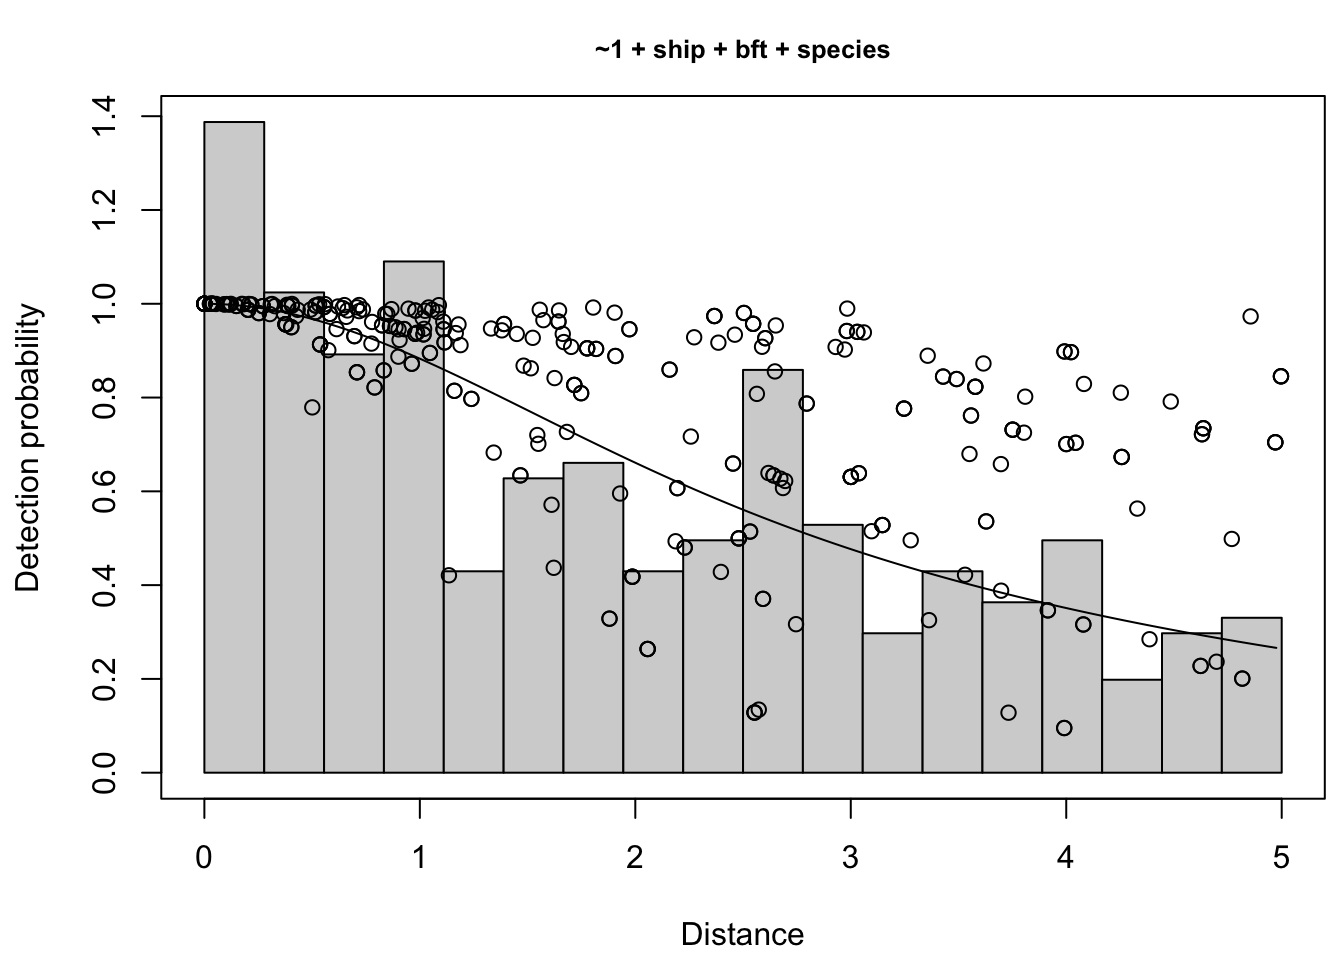 ~1 + ship + bft + species
1.4
1.2
1.0
0.8
0.6
0.4
0.2
0.0
Detection probability
0 1 2 3 4 5
Distance